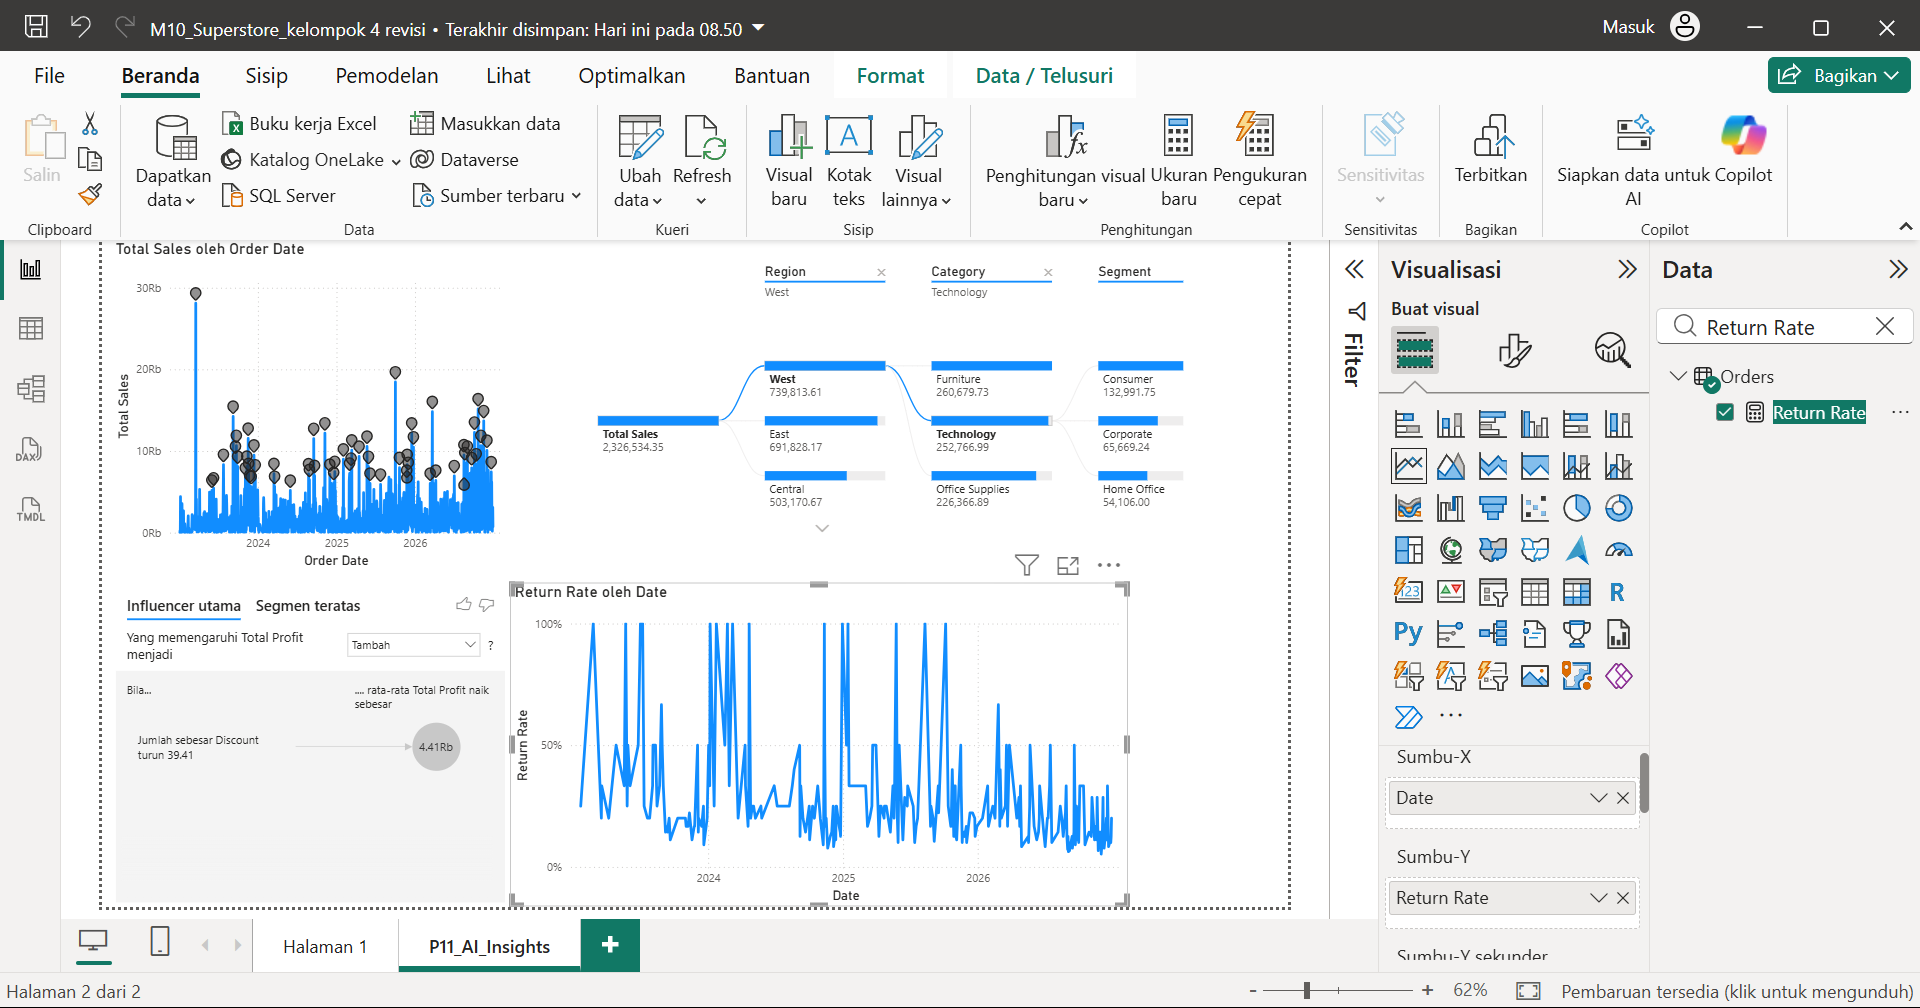 M10_Superstore_kelompok 4 revisi • Terakhir disimpan: Hari ini pada 08.50
Masuk
File
Beranda
Sisip
Pemodelan
Lihat
Optimalkan
Bantuan
Format
Data / Telusuri
Bagikan
Salin
Clipboard
Dapatkan data
Buku kerja Excel
Katalog OneLake
SQL Server
Masukkan data
Dataverse
Sumber terbaru
Data
Ubah data
Refresh
Kueri
Visual baru
Kotak teks
Visual lainnya
Sisip
Penghitungan visual baru
Ukuran baru
Pengukuran cepat
Penghitungan
Sensitivitas
Sensitivitas
Terbitkan
Bagikan
Siapkan data untuk AI
Copilot
Copilot
DAX
TMDL
Total Sales oleh Order Date
Total Sales
30Rb
20Rb
10Rb
0Rb
2024
2025
2026
Order Date
Region
West
Category
Technology
Segment
Total Sales
2,326,534.35
West
739,813.61
East
691,828.17
Central
503,170.67
Furniture
260,679.73
Technology
252,766.99
Office Supplies
226,366.89
Consumer
132,991.75
Corporate
65,669.24
Home Office
54,106.00
Influencer utama
Segmen teratas
Yang memengaruhi Total Profit
menjadi
Tambah
?
Bila...
.... rata-rata Total Profit naik
sebesar
Jumlah sebesar Discount
turun 39.41
4.41Rb
Return Rate oleh Date
Return Rate
100%
50%
0%
2024
2025
2026
Date
Filter
Visualisasi
Buat visual
123
R
Py
Sumbu-X
Date
Sumbu-Y
Return Rate
Sumbu-Y sekunder
Data
Return Rate
Orders
Return Rate
Halaman 1
P11_AI_Insights
Halaman 2 dari 2
- + 62%
Pembaruan tersedia (klik untuk mengunduh)